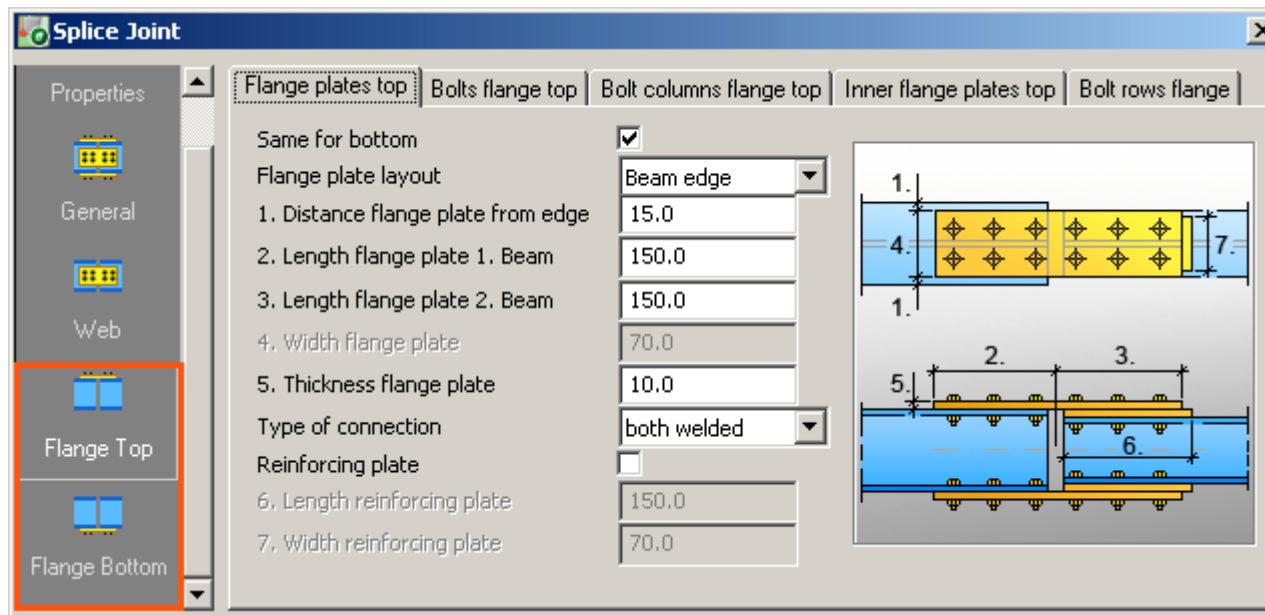 Splice Joint
Properties
General
Web
Flange Top
Flange Bottom
Flange plates top
Bolts flange top
Bolt columns flange top
Inner flange plates top
Bolt rows flange
Same for bottom
Flange plate layout Beam edge
1. Distance flange plate from edge 15.0
2. Length flange plate 1. Beam 150.0
3. Length flange plate 2. Beam 150.0
4. Width flange plate 70.0
5. Thickness flange plate 10.0
Type of connection both welded
Reinforcing plate
6. Length reinforcing plate 150.0
7. Width reinforcing plate 70.0
1.
4.
7.
1.
2.
3.
5.
6.